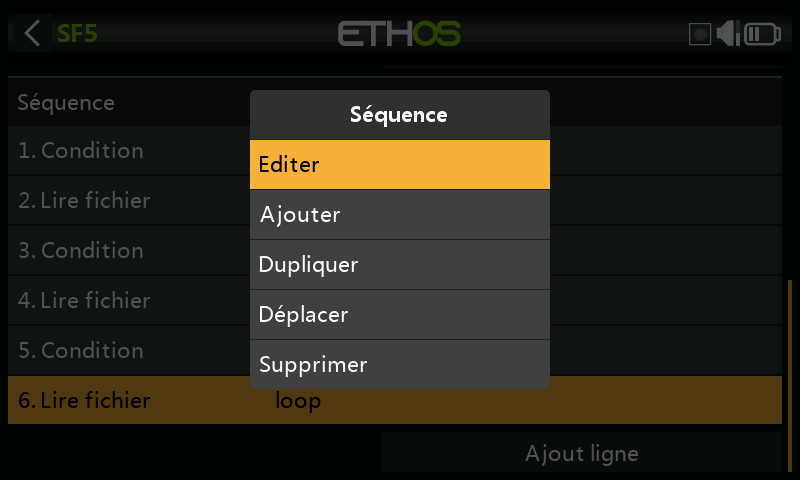 SF5
ETHOS
Séquence
1. Condition
2. Lire fichier
3. Condition
4. Lire fichier
5. Condition
6. Lire fichier loop
Séquence
Editer
Ajouter
Dupliquer
Déplacer
Supprimer
Ajout ligne